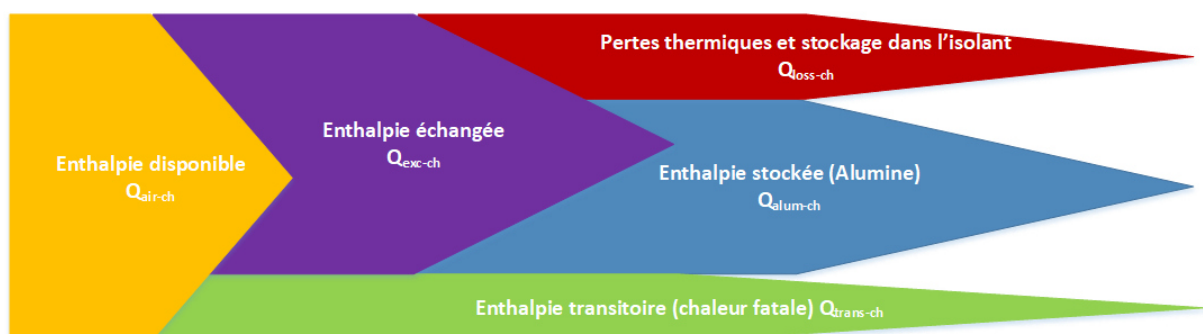 Pertes thermiques et stockage dans l'isolant
Qloss-ch
Enthalpie échangée
Qexc-ch
Enthalpie disponible
Qair-ch
Enthalpie stockée (Alumine)
Qalum-ch
Enthalpie transitoire (chaleur fatale) Qtrans-ch